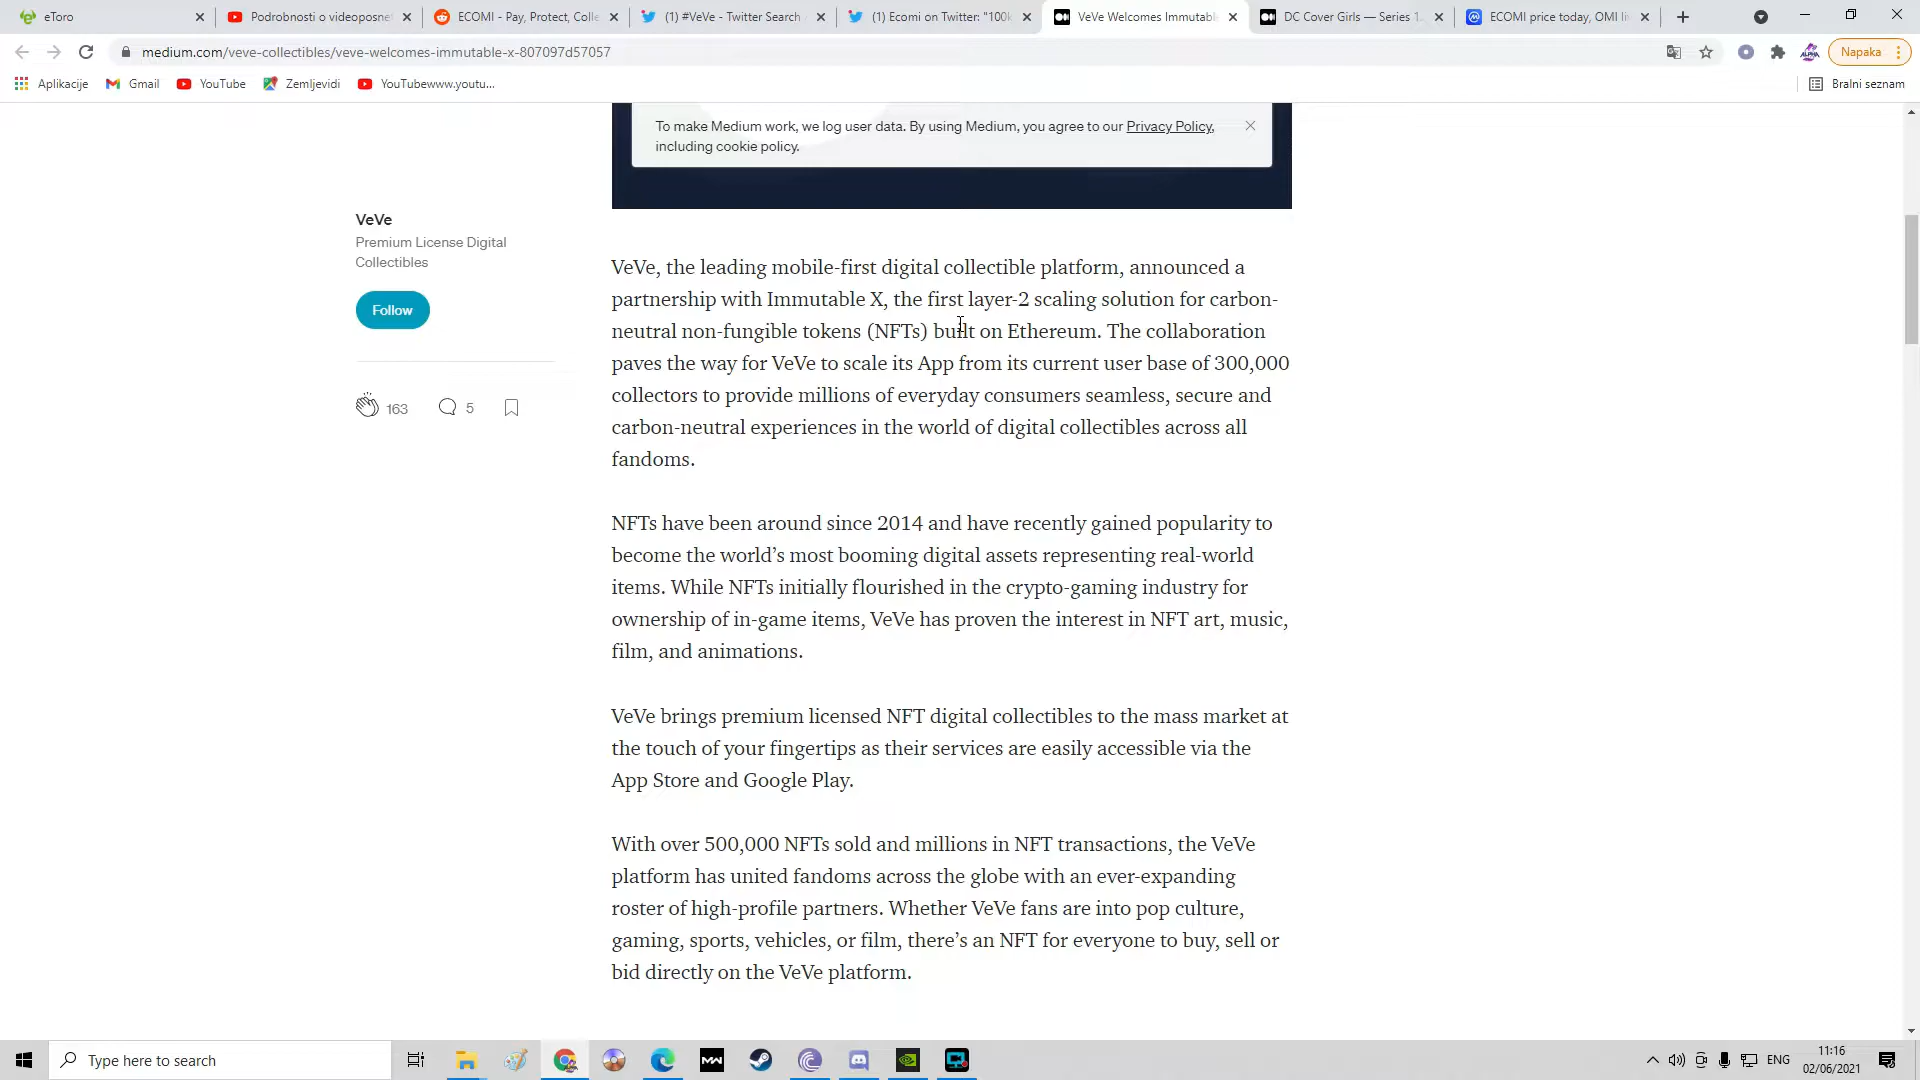 eToro
Podrobnosti o videoposnet
ECOMI - Pay, Protect, Colle
(1) #VeVe - Twitter Search
(1) Ecomi on Twitter: "100k
VeVe Welcomes Immutabl
DC Cover Girls — Series 1
ECOMI price today, OMI li
medium.com/veve-collectibles/veve-welcomes-immutable-x-807097d57057
Napaka
Aplikacije
Gmail
YouTube
Zemljevidi
YouTubewww.youtu...
Bralni seznam
To make Medium work, we log user data. By using Medium, you agree to our Privacy Policy,
including cookie policy.
VeVe
Premium License Digital
Collectibles
Follow
163
5
VeVe, the leading mobile-first digital collectible platform, announced a
partnership with Immutable X, the first layer-2 scaling solution for carbon-
neutral non-fungible tokens (NFTs) built on Ethereum. The collaboration
paves the way for VeVe to scale its App from its current user base of 300,000
collectors to provide millions of everyday consumers seamless, secure and
carbon-neutral experiences in the world of digital collectibles across all
fandoms.
NFTs have been around since 2014 and have recently gained popularity to
become the world’s most booming digital assets representing real-world
items. While NFTs initially flourished in the crypto-gaming industry for
ownership of in-game items, VeVe has proven the interest in NFT art, music,
film, and animations.
VeVe brings premium licensed NFT digital collectibles to the mass market at
the touch of your fingertips as their services are easily accessible via the
App Store and Google Play.
With over 500,000 NFTs sold and millions in NFT transactions, the VeVe
platform has united fandoms across the globe with an ever-expanding
roster of high-profile partners. Whether VeVe fans are into pop culture,
gaming, sports, vehicles, or film, there’s an NFT for everyone to buy, sell or
bid directly on the VeVe platform.
Type here to search
ENG
11:16
02/06/2021